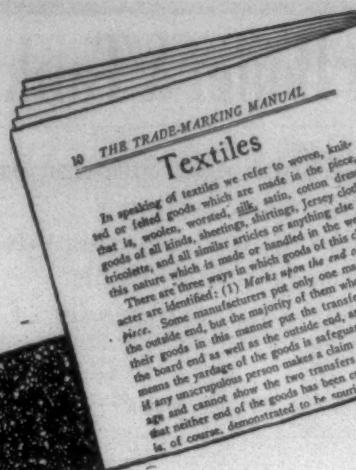 10 THE TRADE-MARKING MANUAL
Textiles
In speaking of textiles we refer to woven, knit-
ted or felted goods which are made in the piece
that is, woolen, worsted, silk, satin, cotton dress
goods of all kinds, sheetings, shirtings, Jersey clo
tricoletts, and all similar articles or anything else
this nature which is made or handled in the w
There are three ways in which goods of this c
acter are identified: (1) Marks upon the end o
piece. Some manufacturers put only one ma
the outside end, but the majority of them wh
their goods in this manner put the transf
the board end as well as the outside end, as
means the yardage of the goods is safegu
if any unscrupulous person makes a claim
age and cannot show the two transfers
that neither end of the goods has been c
is, of course, demonstrated to be